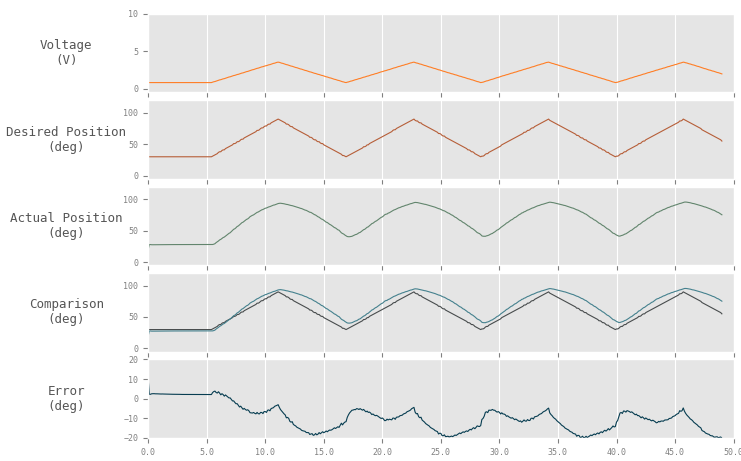 Voltage
(V)
10
5
0
Desired Position
(deg)
100
50
0
Actual Position
(deg)
100
50
0
Comparison
(deg)
100
50
0
Error
(deg)
20
10
0
−10
−20
0.0 5.0 10.0 15.0 20.0 25.0 30.0 35.0 40.0 45.0 50.0